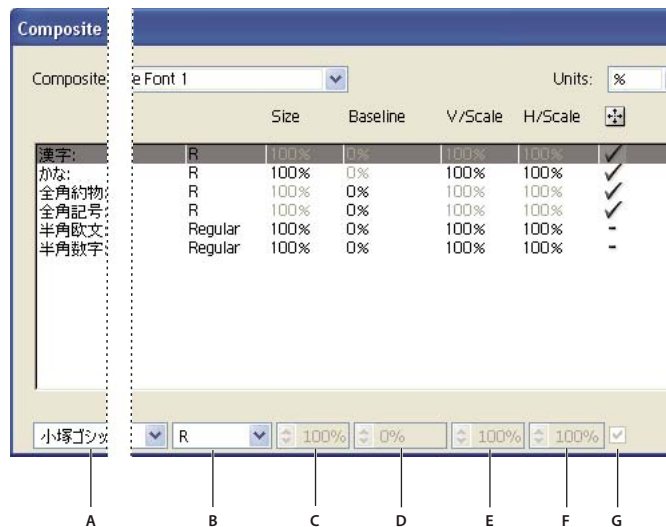 Composite
Composite e Font 1 Units: %
Size Baseline V/Scale H/Scale
漢字: R 100% 0% 100% 100%
かな: R 100% 0% 100% 100%
全角約物: R 100% 0% 100% 100%
全角記号: R 100% 0% 100% 100%
半角欧文: Regular 100% 0% 100% 100% -
半角数字: Regular 100% 0% 100% 100% -
小塚ゴシッ R 100% 0% 100% 100%
A B C D E F G